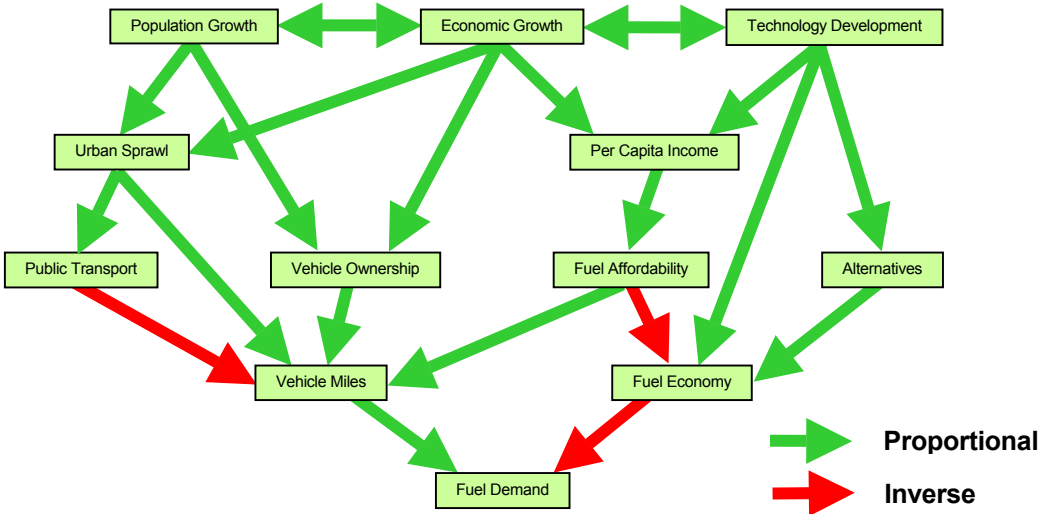 Population Growth
Economic Growth
Technology Development
Urban Sprawl
Per Capita Income
Public Transport
Vehicle Ownership
Fuel Affordability
Alternatives
Vehicle Miles
Fuel Economy
Proportional
Fuel Demand
Inverse